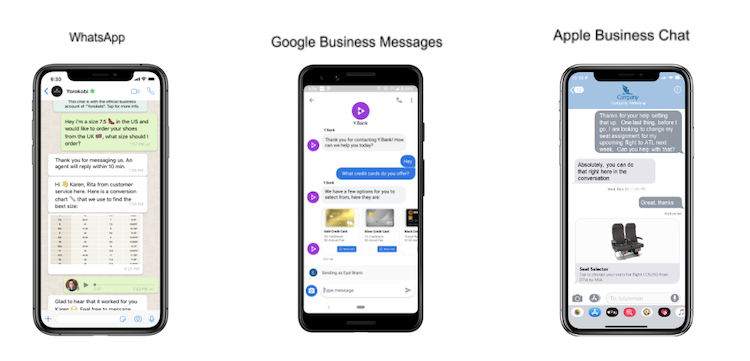 WhatsApp
Google Business Messages
Apple Business Chat
6:30
Yorokobi
This chat is with the official business
account of "Yorokobi". Tap for more info.
Hey I'm a size 7.5 👠 in the US and
would like to order your shoes
from the UK 🇬🇧, what size should I
order?
Thank you for messaging us. An
agent will reply within 10 min.
Hi 👋 Karen, Rita from customer
service here. Here is a conversion
chart 📏 that we use to find the
best size:
Glad to hear that it worked for you
Karen 😊 Feel free to message
Y.Bank
Y.Bank
Thank you for contacting Y.Bank! How
can we help you today?
Hey
What credit cards do you offer?
Y.Bank
We have a few options for you to
select from, here they are:
Gold Credit Card
Silver Credit Card
Type message
Company
Thanks for your help setting
that up. One last thing, before I
go, I am looking to change my
seat assignment for my
upcoming flight to ATL next
week. Can you help with that?
Absolutely, you can do
that right here in the
conversation
Great, thanks
Delivered
Seat Selector